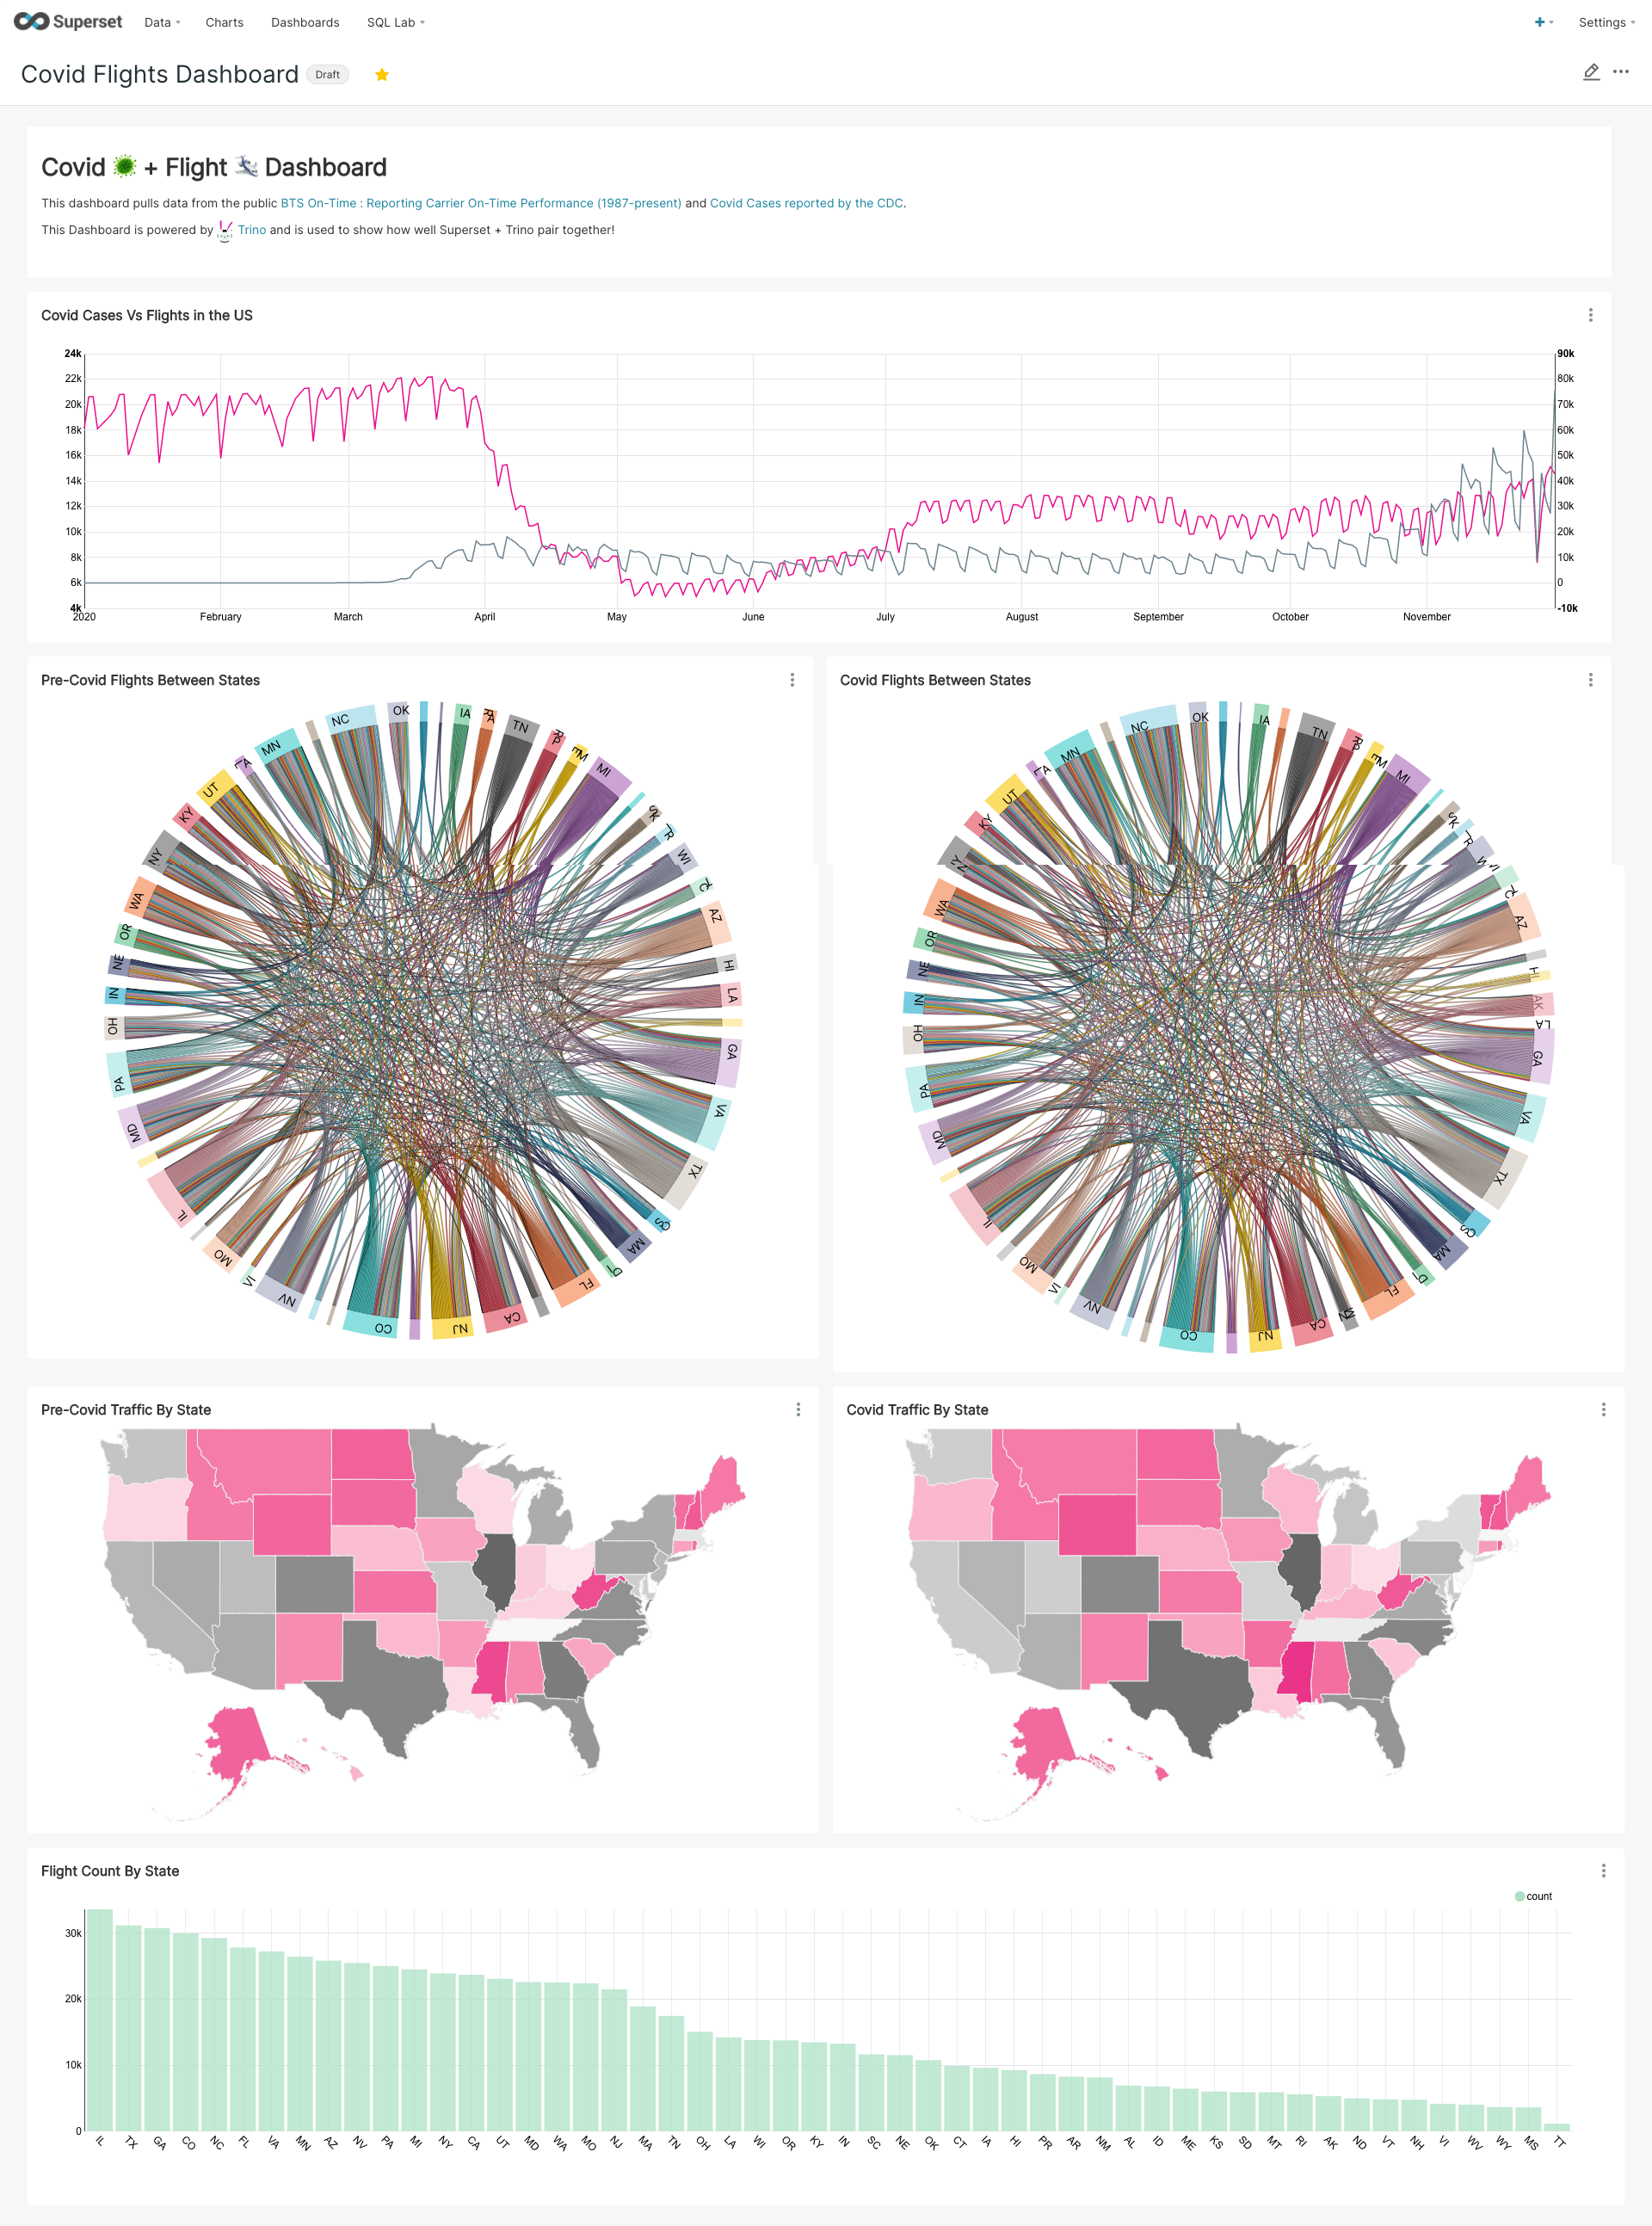 Superset Data Charts Dashboards SQL Lab + Settings
Covid Flights Dashboard Draft
Covid + Flight Dashboard
This dashboard pulls data from the public BTS On-Time : Reporting Carrier On-Time Performance (1987-present) and Covid Cases reported by the CDC.
This Dashboard is powered by Trino and is used to show how well Superset + Trino pair together!
Covid Cases Vs Flights in the US
24k
22k
20k
18k
16k
14k
12k
10k
8k
6k
4k
90k
80k
70k
60k
50k
40k
30k
20k
10k
0
-10k
2020 February March April May June July August September October November
Pre-Covid Flights Between States
NC
OK
IA
TN
MI
WI
AZ
HI
LA
GA
VA
TX
MA
FL
CA
NJ
CO
NV
VI
MO
IL
MD
PA
OH
IN
NE
OR
WA
NY
KY
UT
MN
Covid Flights Between States
NC
OK
IA
TN
MI
AZ
HI
AK
LA
GA
VA
TX
MA
FL
CA
NJ
CO
NV
VI
MO
IL
MD
PA
OH
IN
NE
OR
WA
KY
UT
MN
Pre-Covid Traffic By State
Covid Traffic By State
Flight Count By State
count
30k
20k
10k
0
IL TX GA CO NC FL VA MN AZ NV PA MI NY CA UT MD WA MO NJ MA TN OH LA WI OR KY IN SC NE OK CT IA HI PR AR NM AL ID ME KS SD MT RI AK ND VT NH VI WV WY MS TT